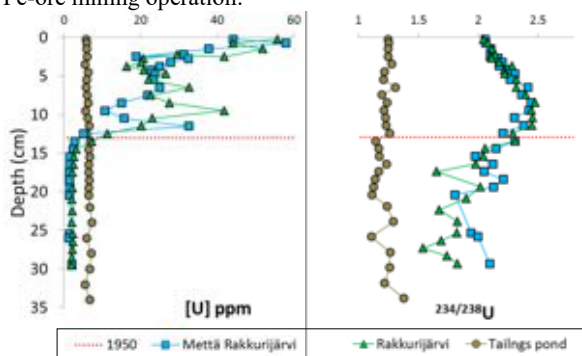 Fe-ore mining operation.
0 20 40 60 1 1.5 2 2.5
0
5
10
15
20
25
30
35
Depth (cm)
[U] ppm 234/238U
1950 Mettä Rakkurijärvi Rakkurijärvi Tailngs pond